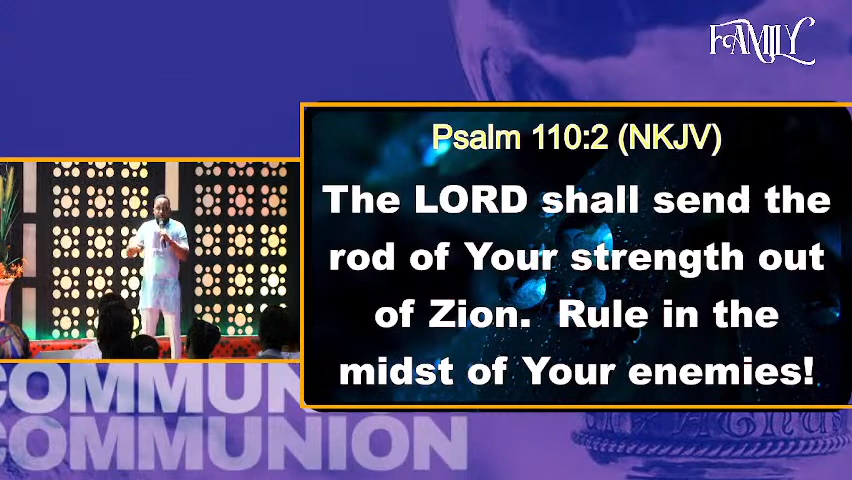 FAMILY
Psalm 110:2 (NKJV)
The LORD shall send the
rod of Your strength out
of Zion.  Rule in the
midst of Your enemies!
COMMUN
COMMUNION